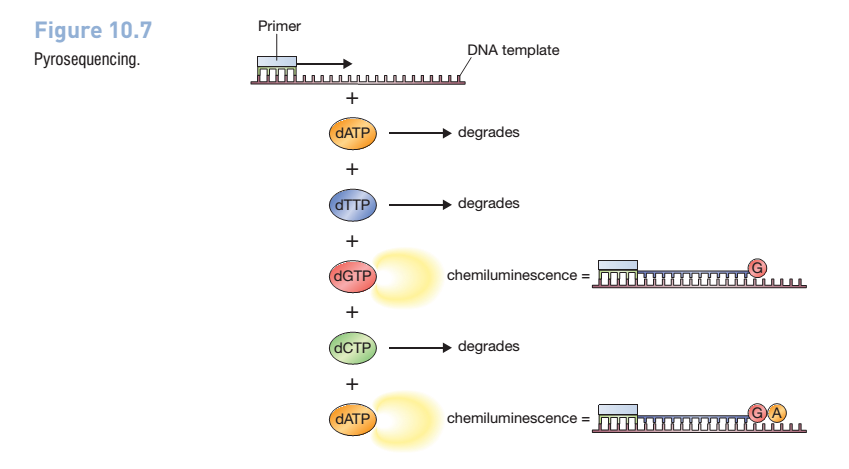 Figure 10.7
Pyrosequencing.
Primer
DNA template
+
dATP
degrades
+
dTTP
degrades
+
dGTP
chemiluminescence =
G
+
dCTP
degrades
+
dATP
chemiluminescence =
G A